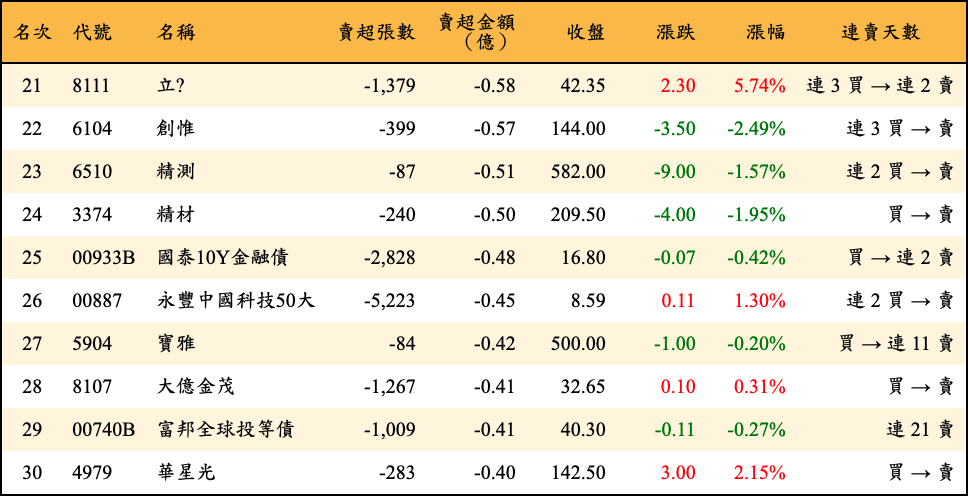 名次 代號 名稱 賣超張數 賣超金額（億） 收盤 漲跌 漲幅 連賣天數
21 8111 立? -1,379 -0.58 42.35 2.30 5.74% 連 3 買 → 連 2 賣
22 6104 創惟 -399 -0.57 144.00 -3.50 -2.49% 連 3 買 → 賣
23 6510 精測 -87 -0.51 582.00 -9.00 -1.57% 連 2 買 → 賣
24 3374 精材 -240 -0.50 209.50 -4.00 -1.95% 買 → 賣
25 00933B 國泰10Y金融債 -2,828 -0.48 16.80 -0.07 -0.42% 買 → 連 2 賣
26 00887 永豐中國科技50大 -5,223 -0.45 8.59 0.11 1.30% 連 2 買 → 賣
27 5904 寶雅 -84 -0.42 500.00 -1.00 -0.20% 買 → 連 11 賣
28 8107 大億金茂 -1,267 -0.41 32.65 0.10 0.31% 買 → 賣
29 00740B 富邦全球投等債 -1,009 -0.41 40.30 -0.11 -0.27% 連 21 賣
30 4979 華星光 -283 -0.40 142.50 3.00 2.15% 買 → 賣